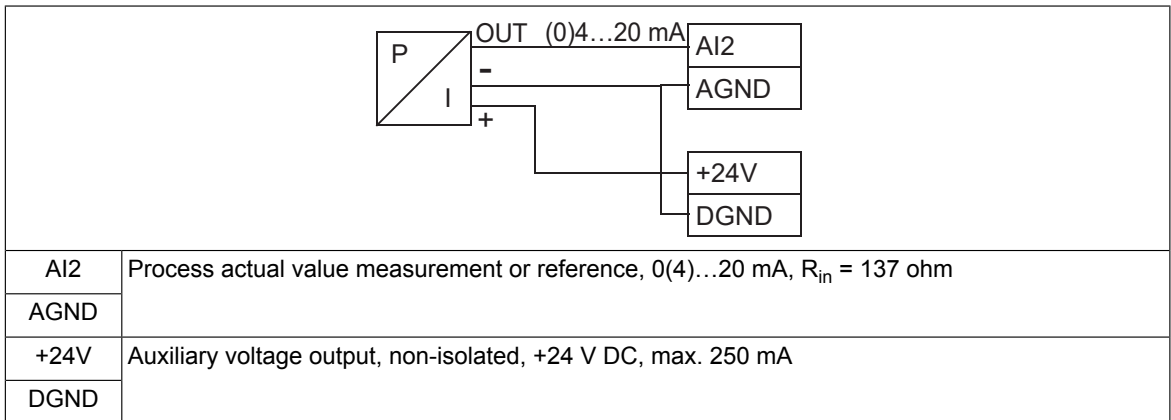 OUT (0)4…20 mA
P
I
-
+
AI2
AGND
+24V
DGND
AI2 Process actual value measurement or reference, 0(4)…20 mA, Rin = 137 ohm
AGND
+24V Auxiliary voltage output, non-isolated, +24 V DC, max. 250 mA
DGND